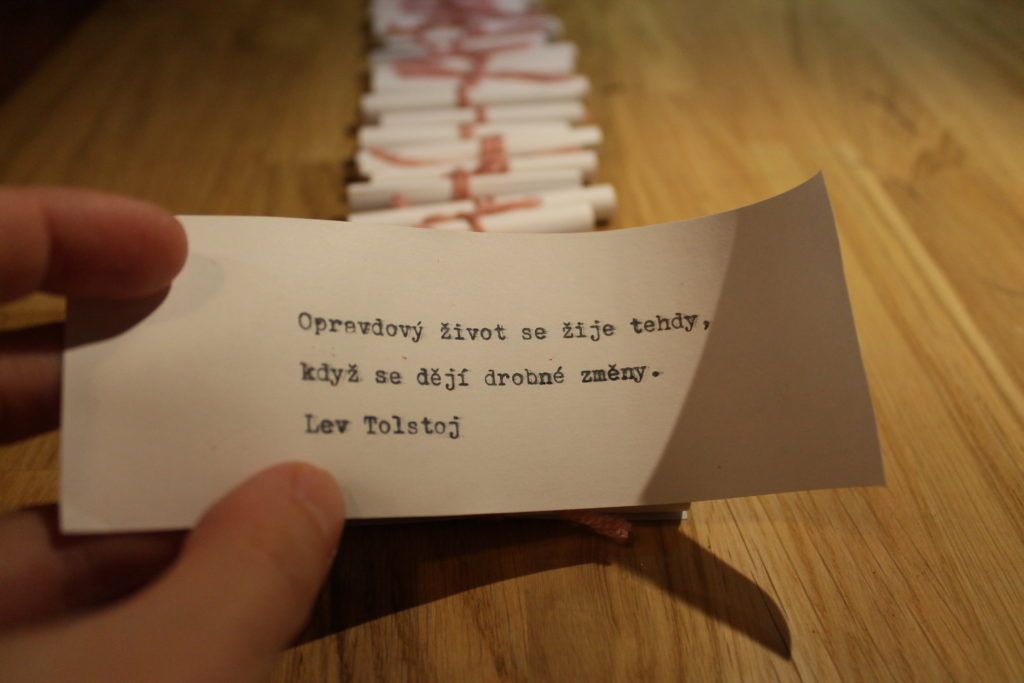 Opravdový život se žije tehdy,
když se dějí drobné změny.
Lev Tolstoj